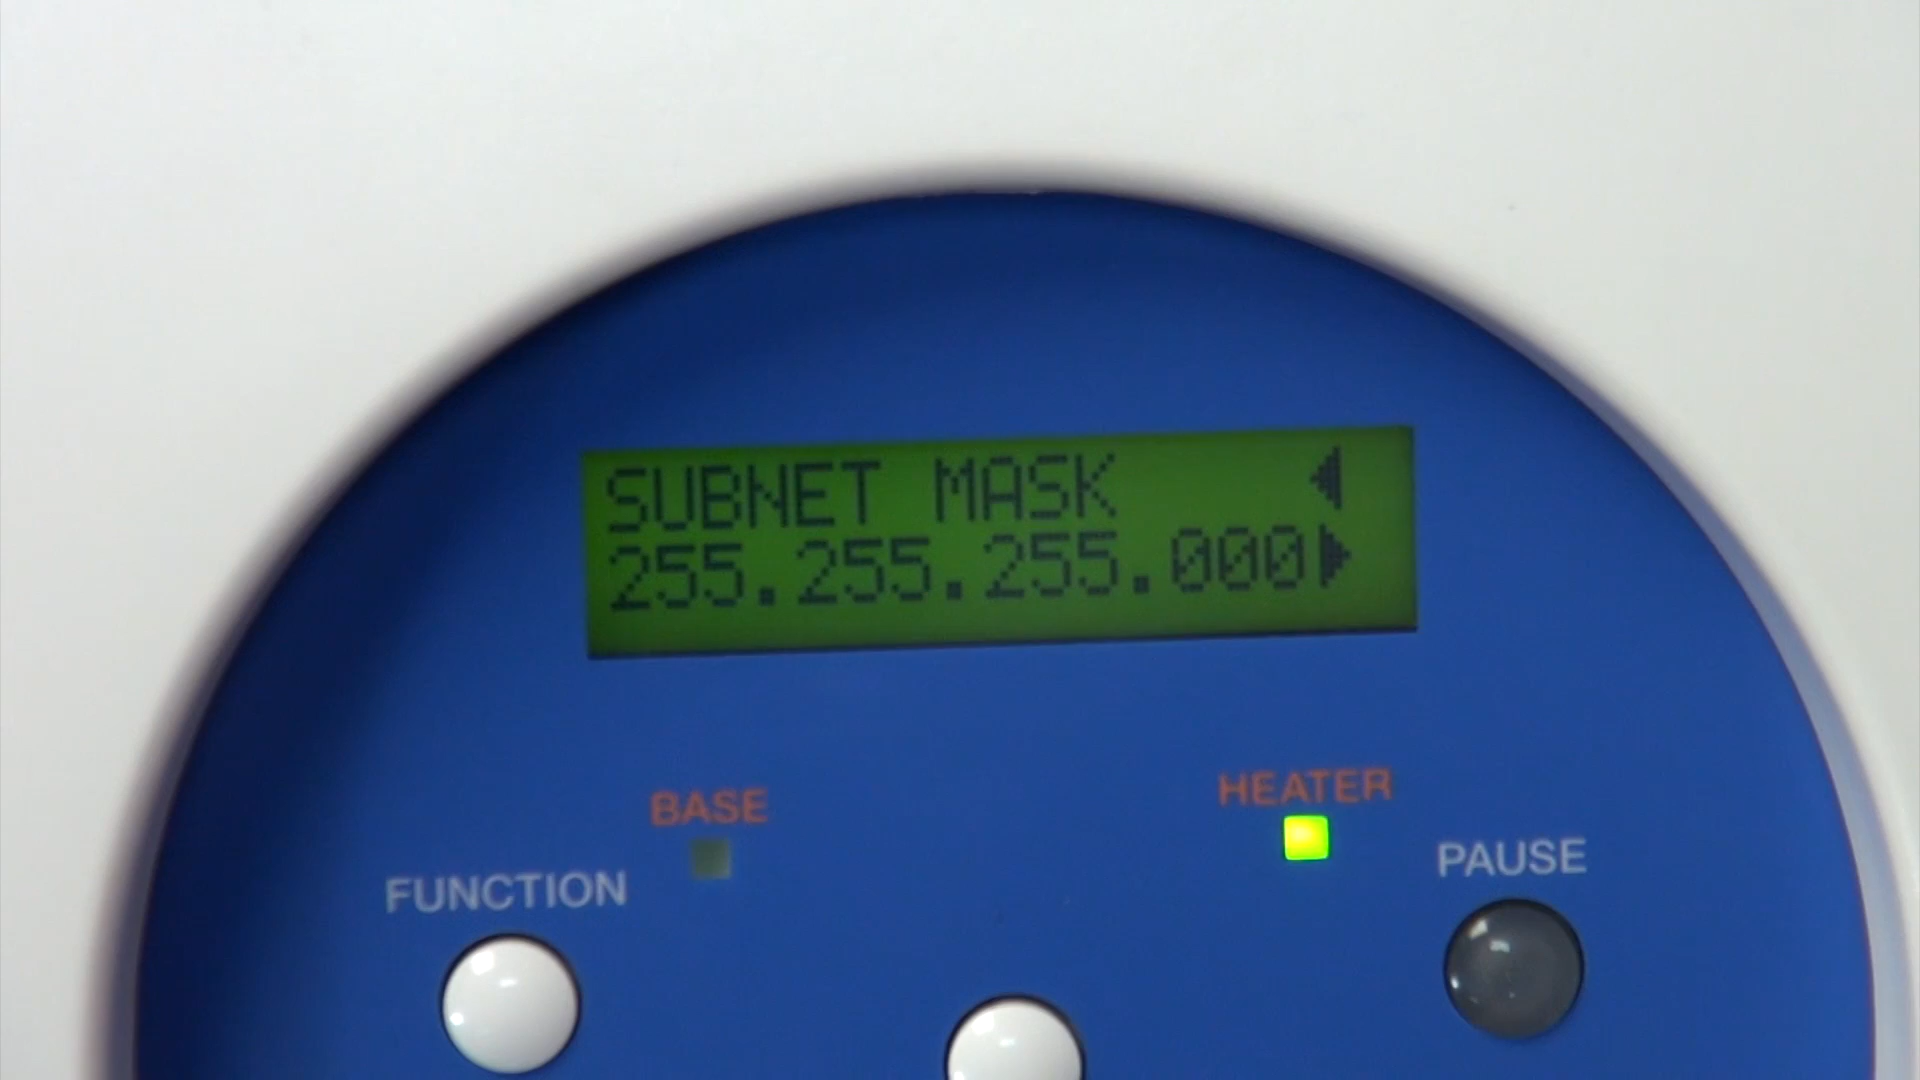 SUBNET MASK ◀
255.255.255.000▶
BASE
HEATER
FUNCTION
PAUSE